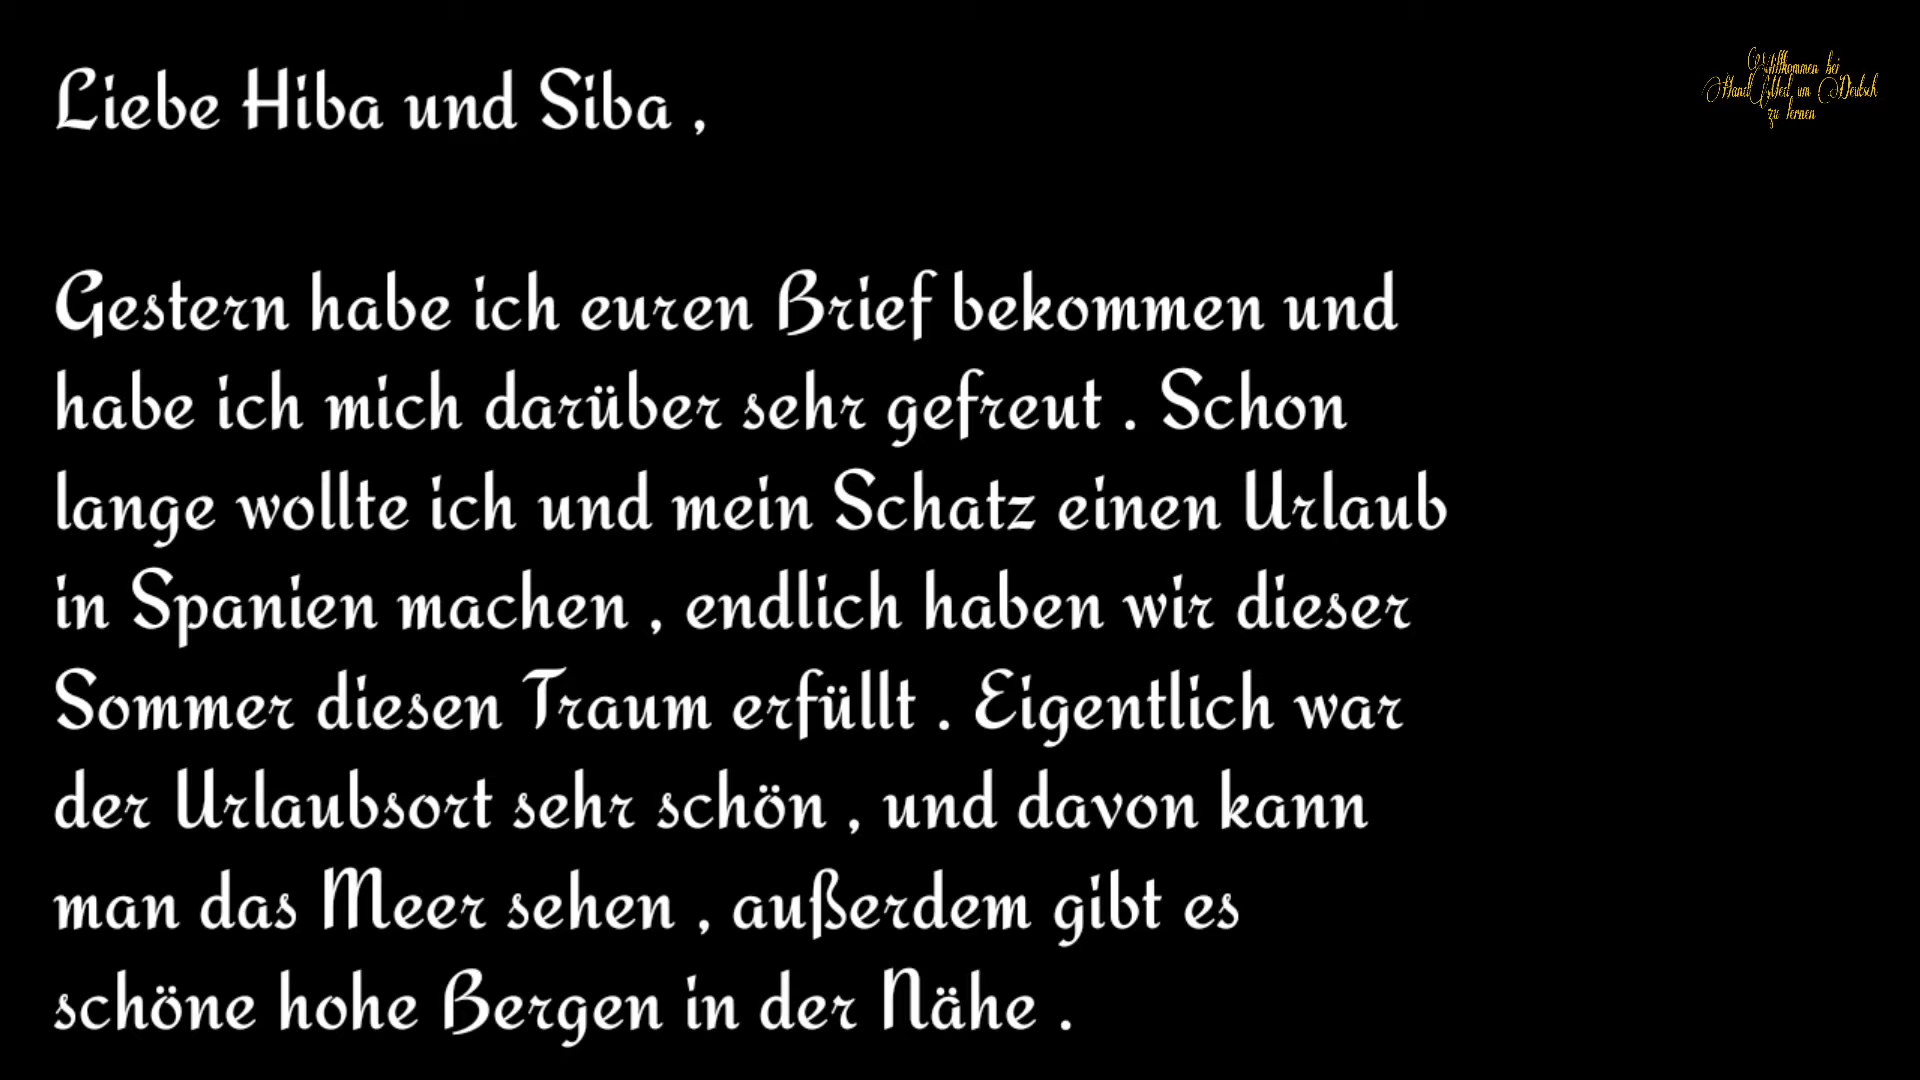 Liebe Hiba und Siba ,
Willkommen bei
um Deutsch
zu lernen
Gestern habe ich euren Brief bekommen und
habe ich mich darüber sehr gefreut . Schon
lange wollte ich und mein Schatz einen Urlaub
in Spanien machen , endlich haben wir dieser
Sommer diesen Traum erfüllt . Eigentlich war
der Urlaubsort sehr schön , und davon kann
man das Meer sehen , außerdem gibt es
schöne hohe Bergen in der Nähe .